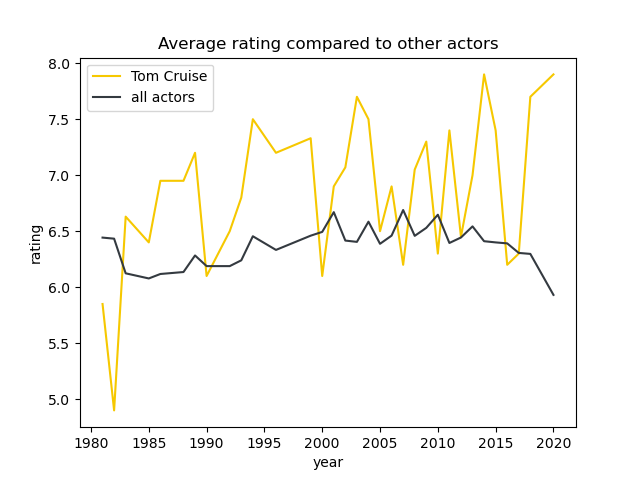 Average rating compared to other actors
Tom Cruise
all actors
8.0
7.5
7.0
6.5
6.0
5.5
5.0
rating
1980 1985 1990 1995 2000 2005 2010 2015 2020
year